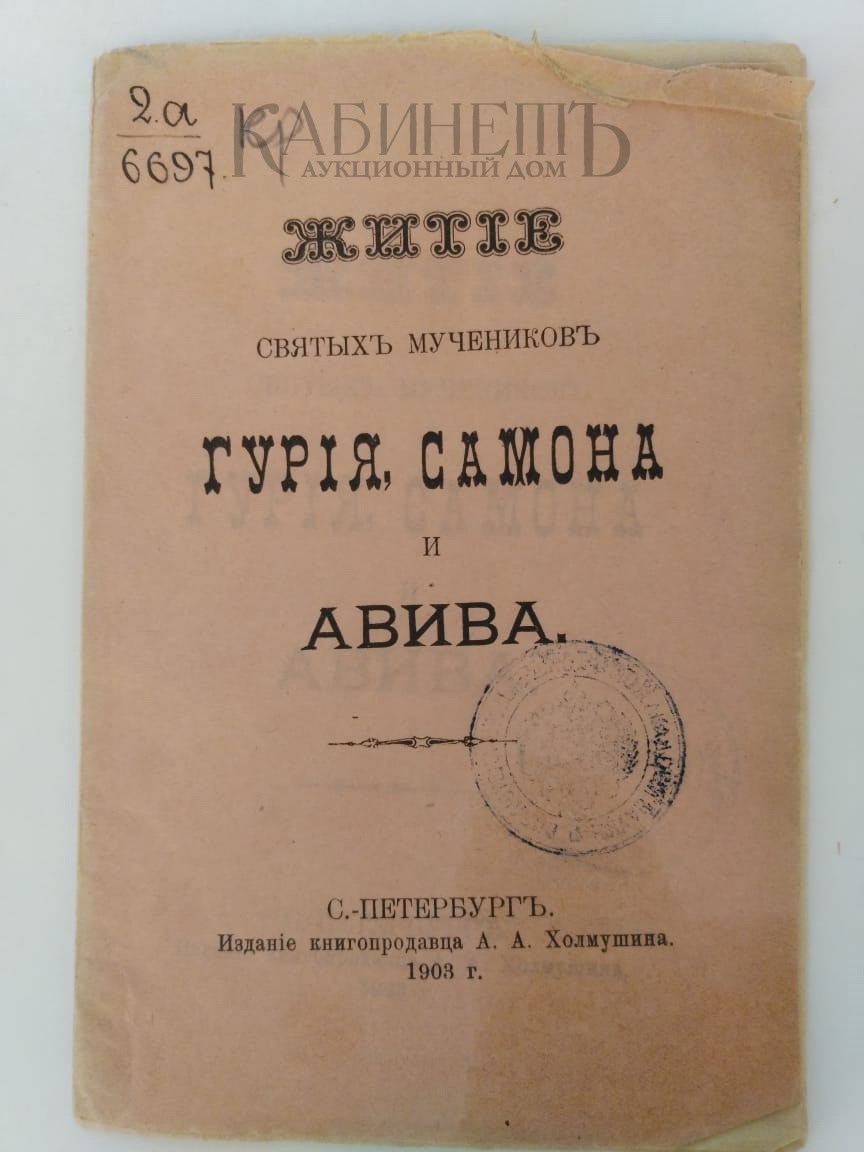 2.а
6697.
КАБИНЕТЪ
АУКЦИОННЫЙ ДОМ
ЖИТІЕ
СВЯТЫХЪ МУЧЕНИКОВЪ
ГУРІЯ, САМОНА
И
АВИВА.
С.-ПЕТЕРБУРГЪ.
Изданіе книгопродавца А. А. Холмушина.
1903 г.